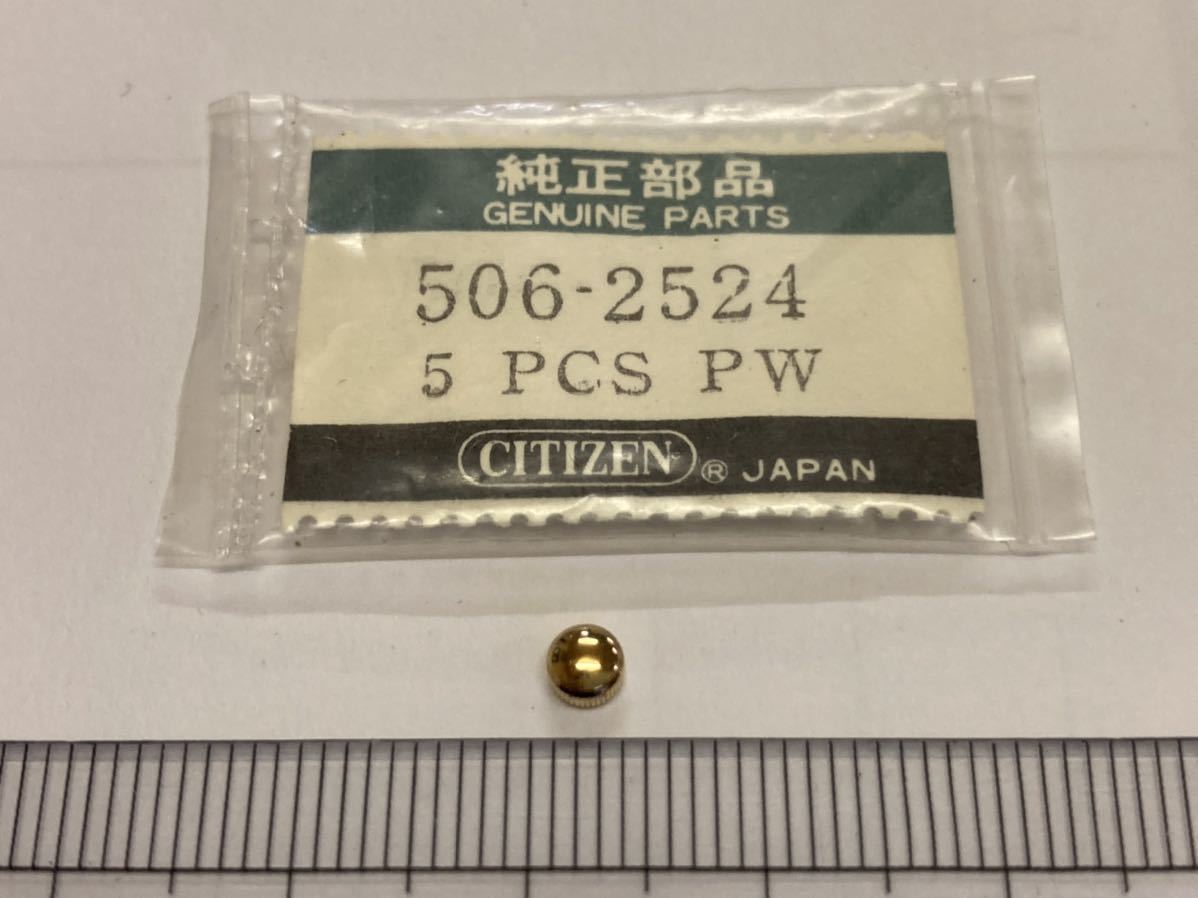 純正部品
GENUINE PARTS
506-2524
5 PCS PW
CITIZEN® JAPAN